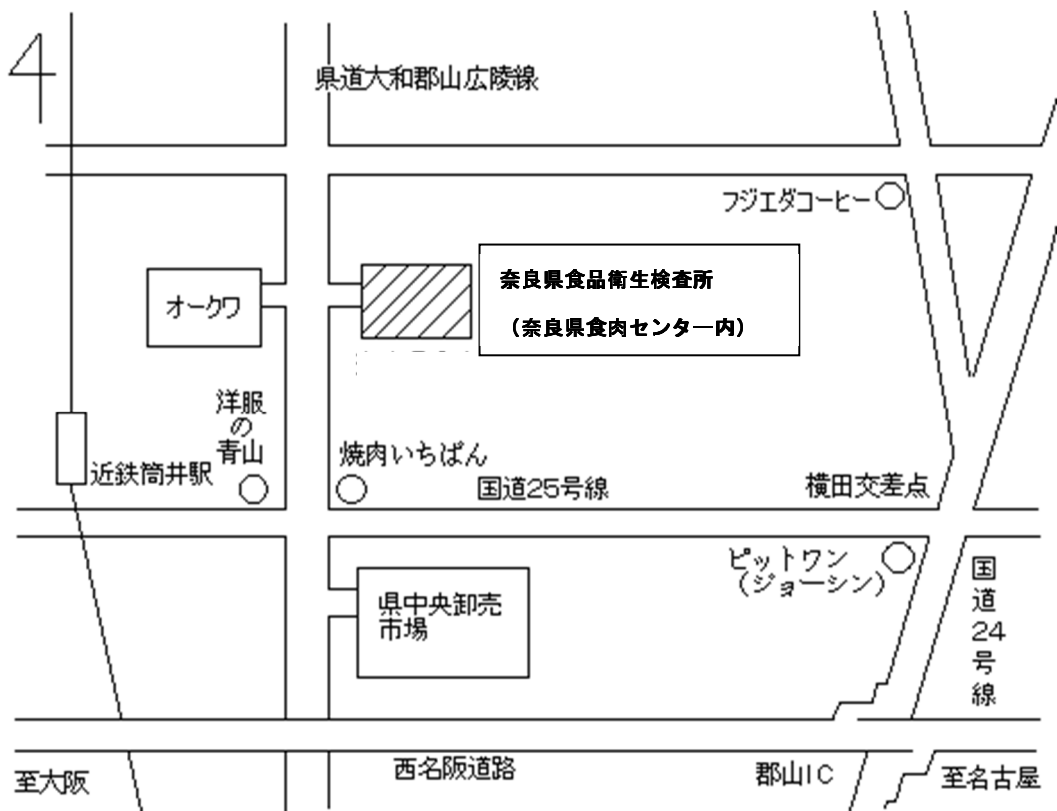 県道大和郡山広陵線
フジエダコーヒー
奈良県食品衛生検査所
(奈良県食肉センター内)
オークワ
洋服
の
青山
焼肉いちばん
近鉄筒井駅
国道25号線
横田交差点
ピットワン
(ジョーシン)
国
道
24
号
線
県中央卸売
市場
至大阪
西名阪道路
郡山IC
至名古屋